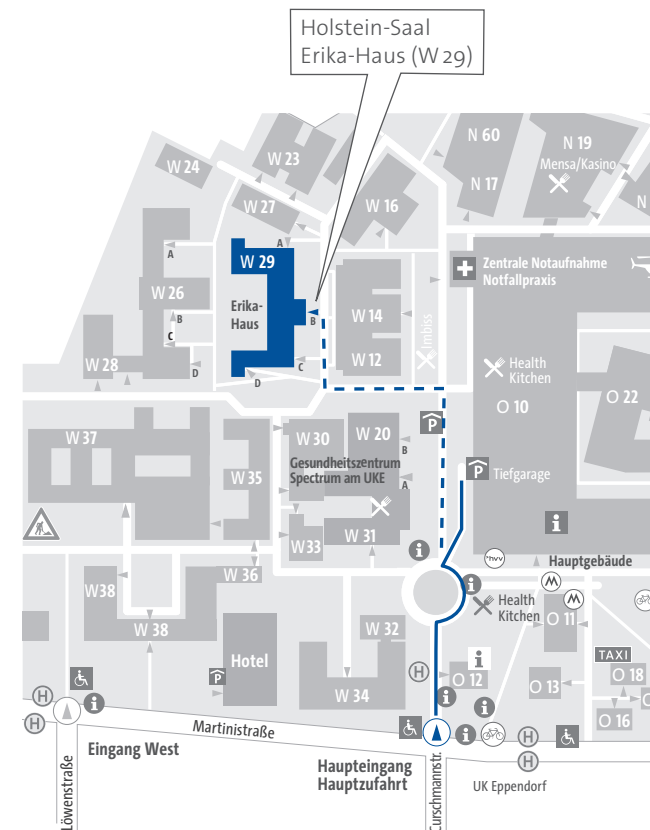 Holstein-Saal
Erika-Haus (W 29)
N 60
N 19
Mensa/Kasino
W 23
W 24
N 17
N
W 27
W 16
A
A
W 29
Zentrale Notaufnahme
Notfallpraxis
W 26
Erika-
Haus
B
B
W 14
Imbiss
C
W 28
D
C
D
W 12
Health
Kitchen
O 10
O 22
W 37
W 30
W 20
B
P
Gesundheitszentrum
Spectrum am UKE
A
W 35
P
Tiefgarage
i
W 31
W 33
i
hvv
Hauptgebäude
W 36
W38
i
M
M
Health
Kitchen
W 38
W 32
O 11
Hotel
P
TAXI
i
H
O 12
O 13
O 18
W 34
O 16
H
i
i
i
i
H
H
Martinistraße
H
Eingang West
Haupteingang
Hauptzufahrt
UK Eppendorf
Löwenstraße
Curschmannstr.